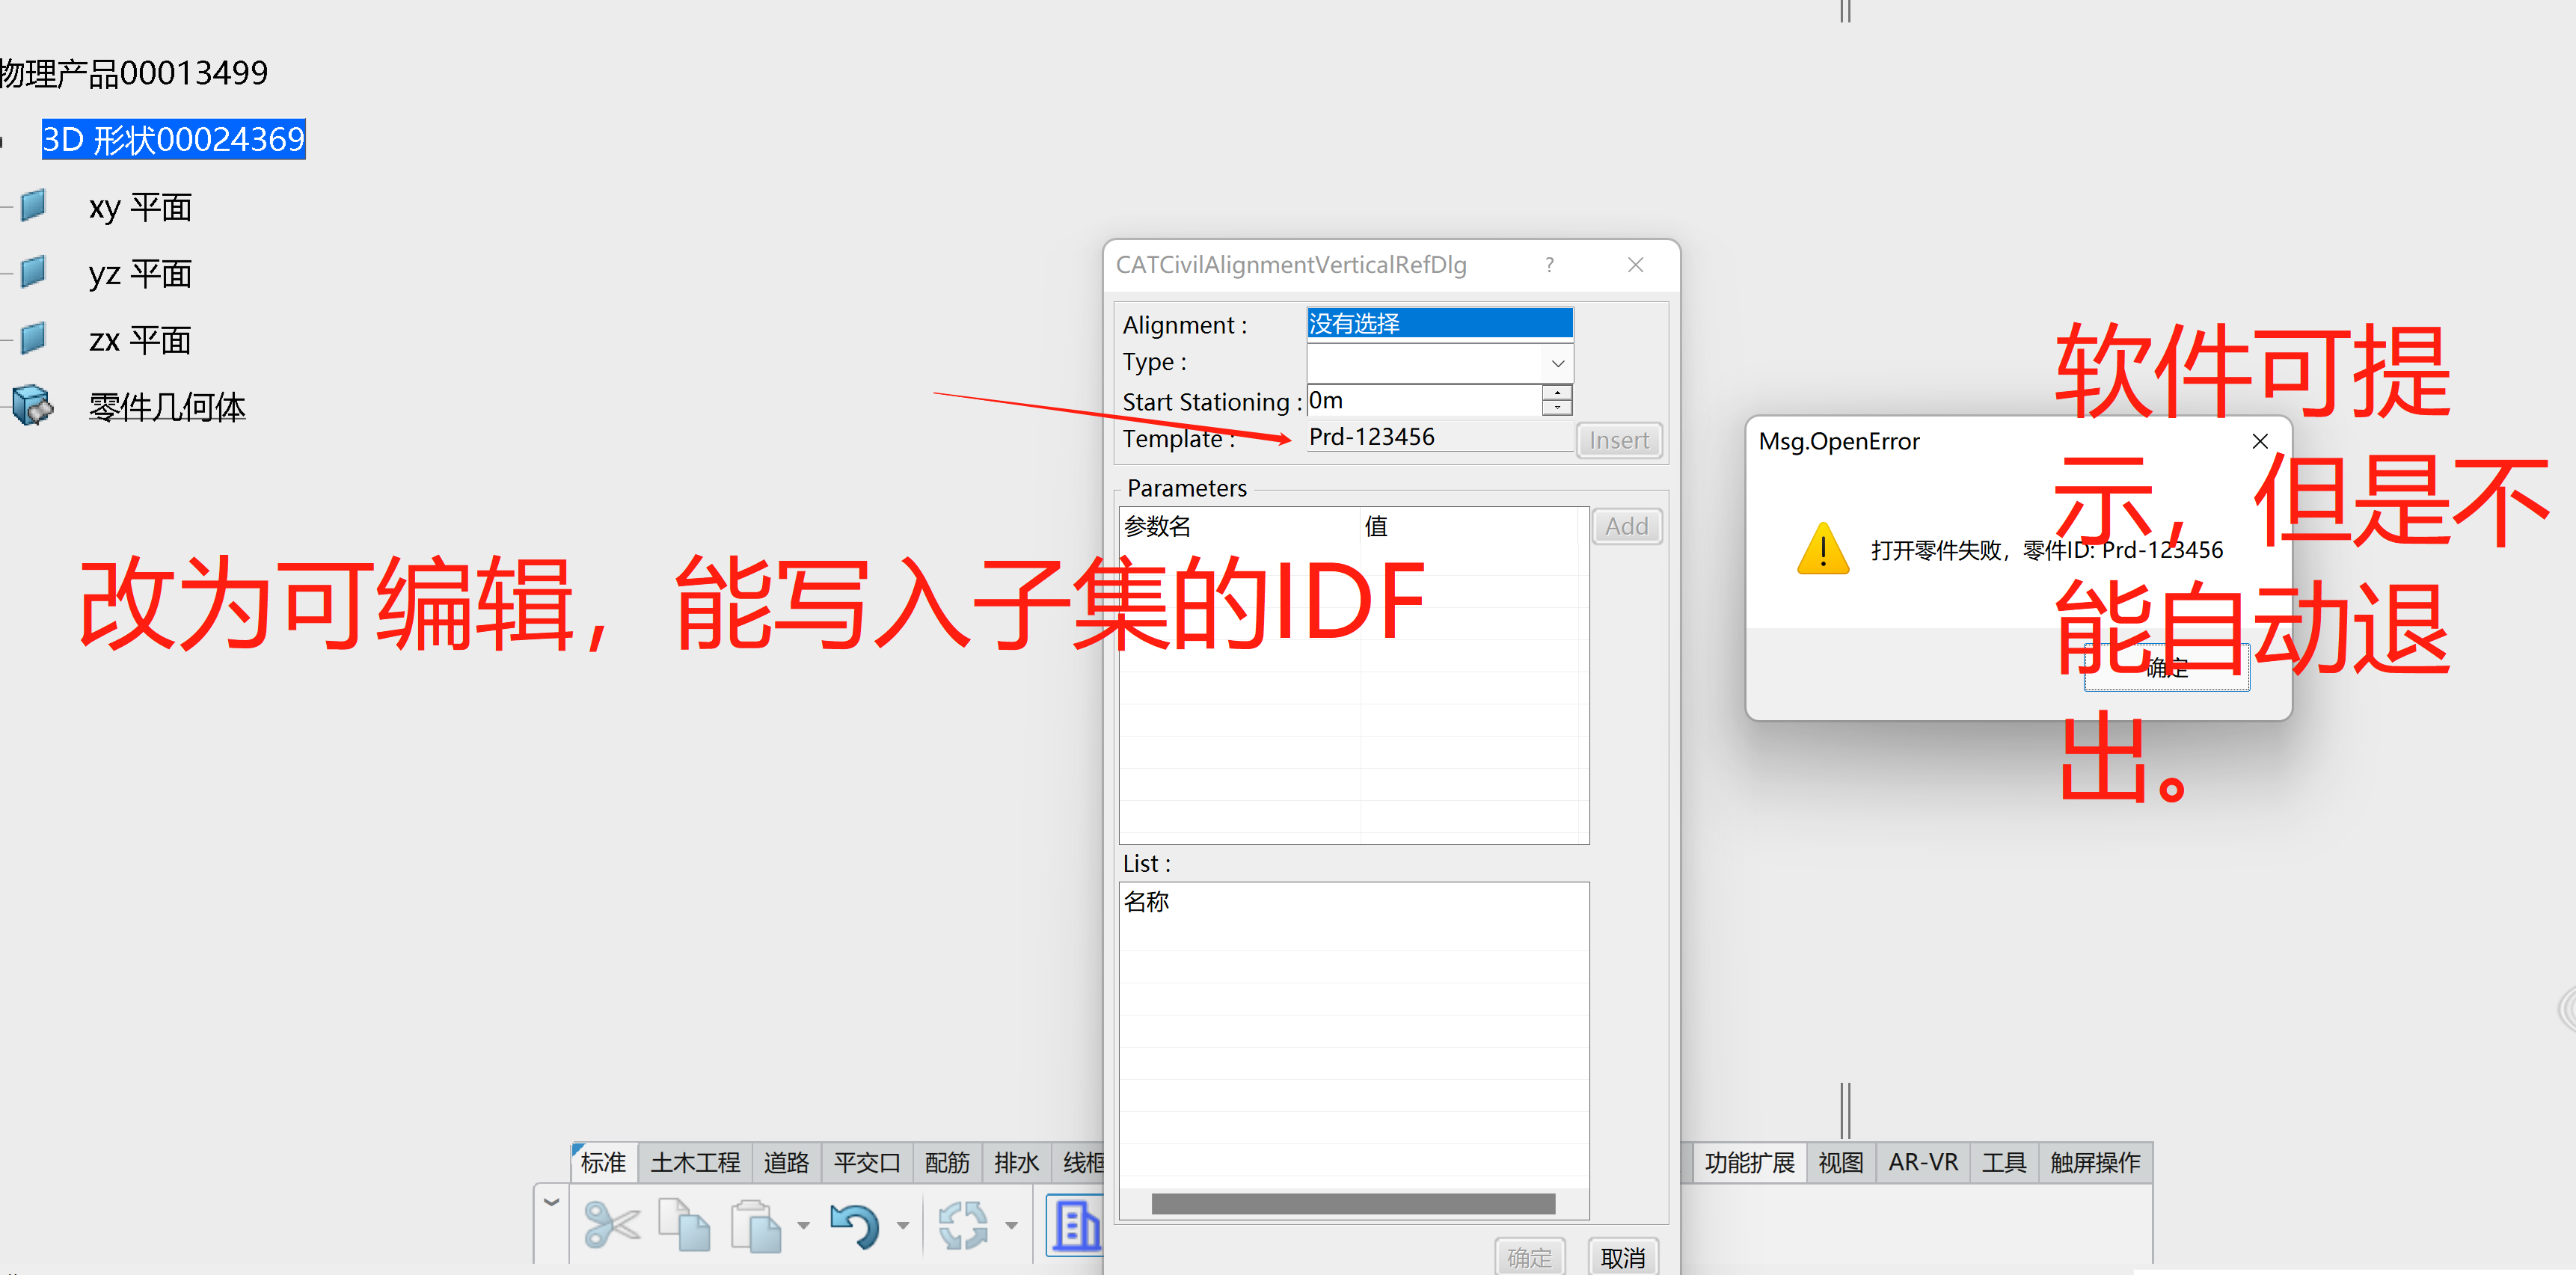 物理产品00013499
3D 形状00024369
xy 平面
yz 平面
zx 平面
零件几何体
改为可编辑，能写入子集的IDF
CATCivilAlignmentVerticalRefDlg ?
Alignment : 没有选择
Type :
Start Stationing : 0m
Template : Prd-123456 Insert
Parameters
参数名 值 Add
List :
名称
确定 取消
Msg.OpenError
打开零件失败，零件ID: Prd-123456
确定
软件可提
示，但是不
能自动退
出。
标准 土木工程 道路 平交口 配筋 排水 线框 功能扩展 视图 AR-VR 工具 触屏操作